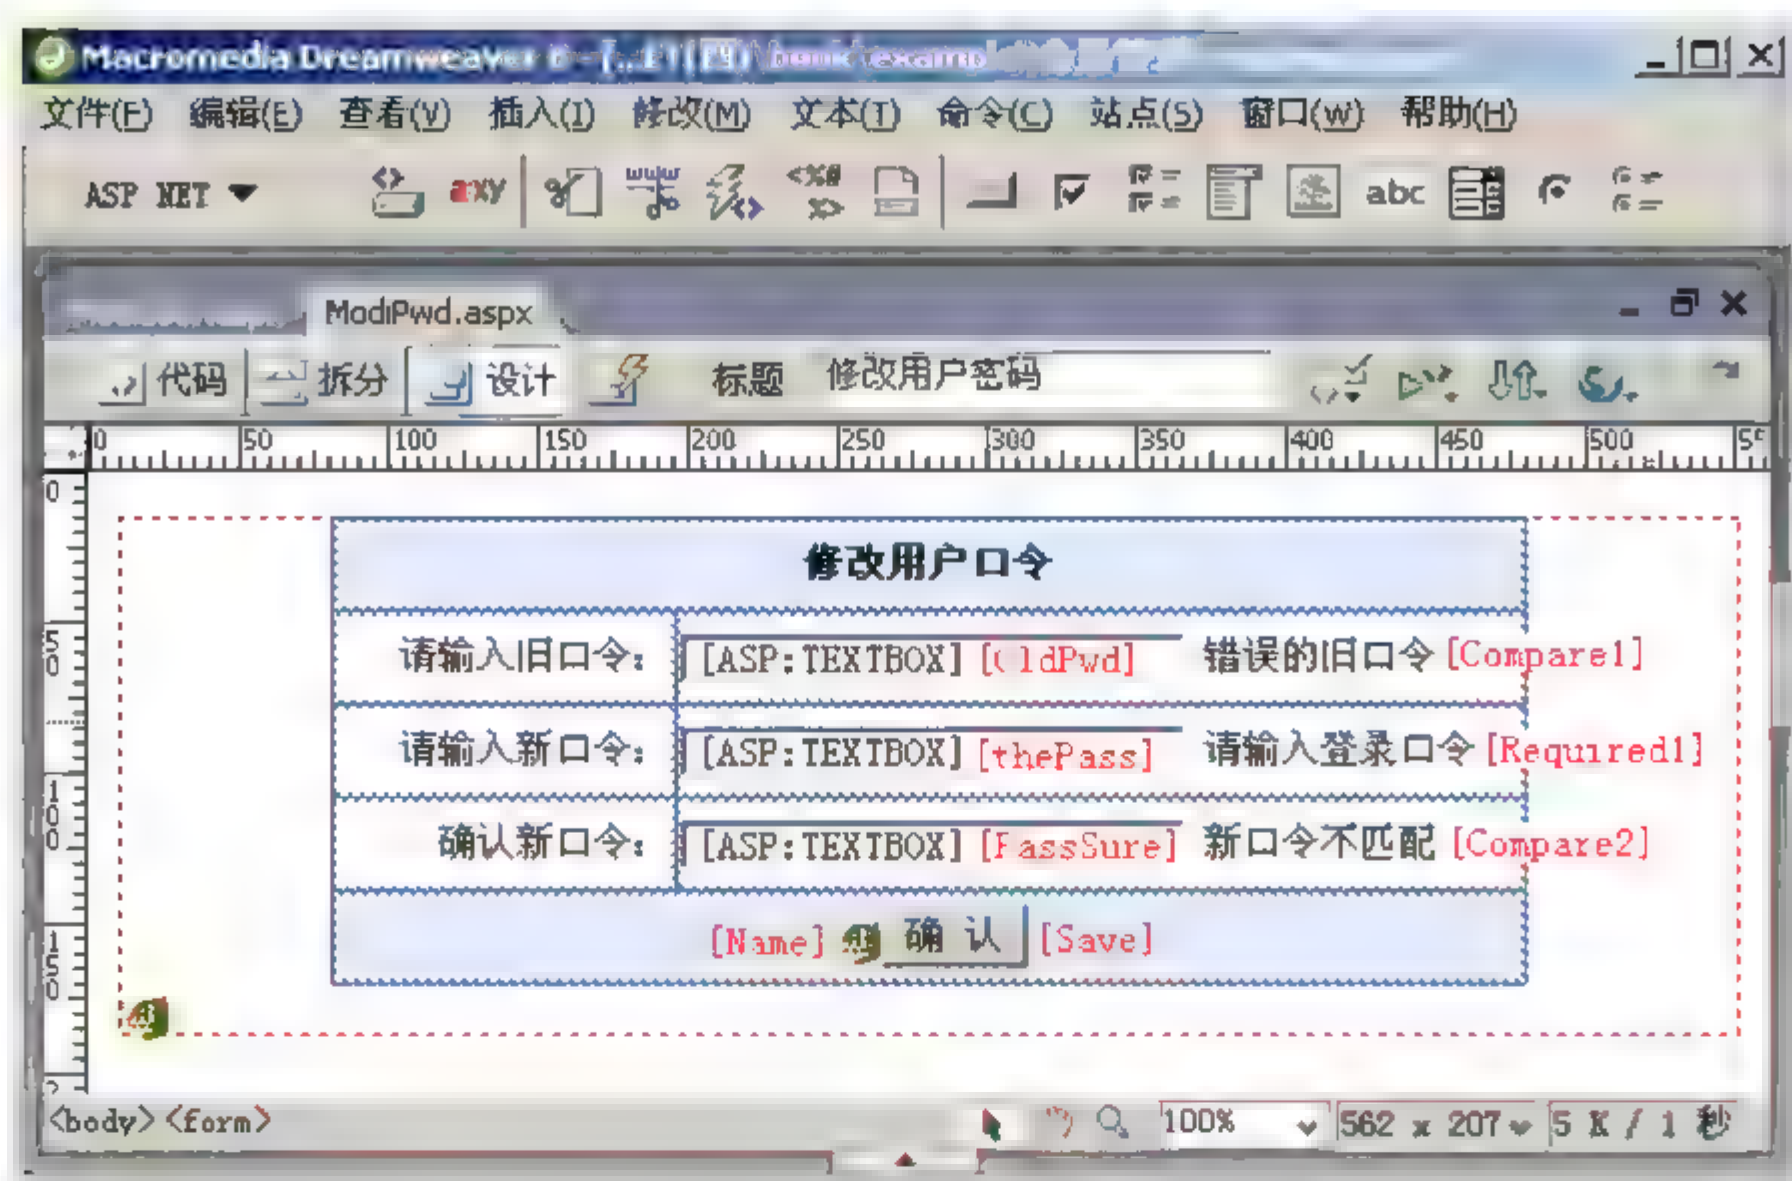 Macromedia Dreamweaver
文件(F) 编辑(E) 查看(V) 插入(I) 修改(M) 文本(T) 命令(C) 站点(S) 窗口(W) 帮助(H)
ASP NET abc
ModiPwd.aspx
代码 拆分 设计 标题 修改用户密码
0 50 100 150 200 250 300 350 400 450 500
修改用户口令
请输入旧口令: [ASP:TEXTBOX] [OldPwd] 错误的旧口令 [Compare1]
请输入新口令: [ASP:TEXTBOX] [thePass] 请输入登录口令 [Required1]
确认新口令: [ASP:TEXTBOX] [PassSure] 新口令不匹配 [Compare2]
[Name] 确 认 [Save]
<body> <form> 100% 562 x 207 5 K / 1 秒